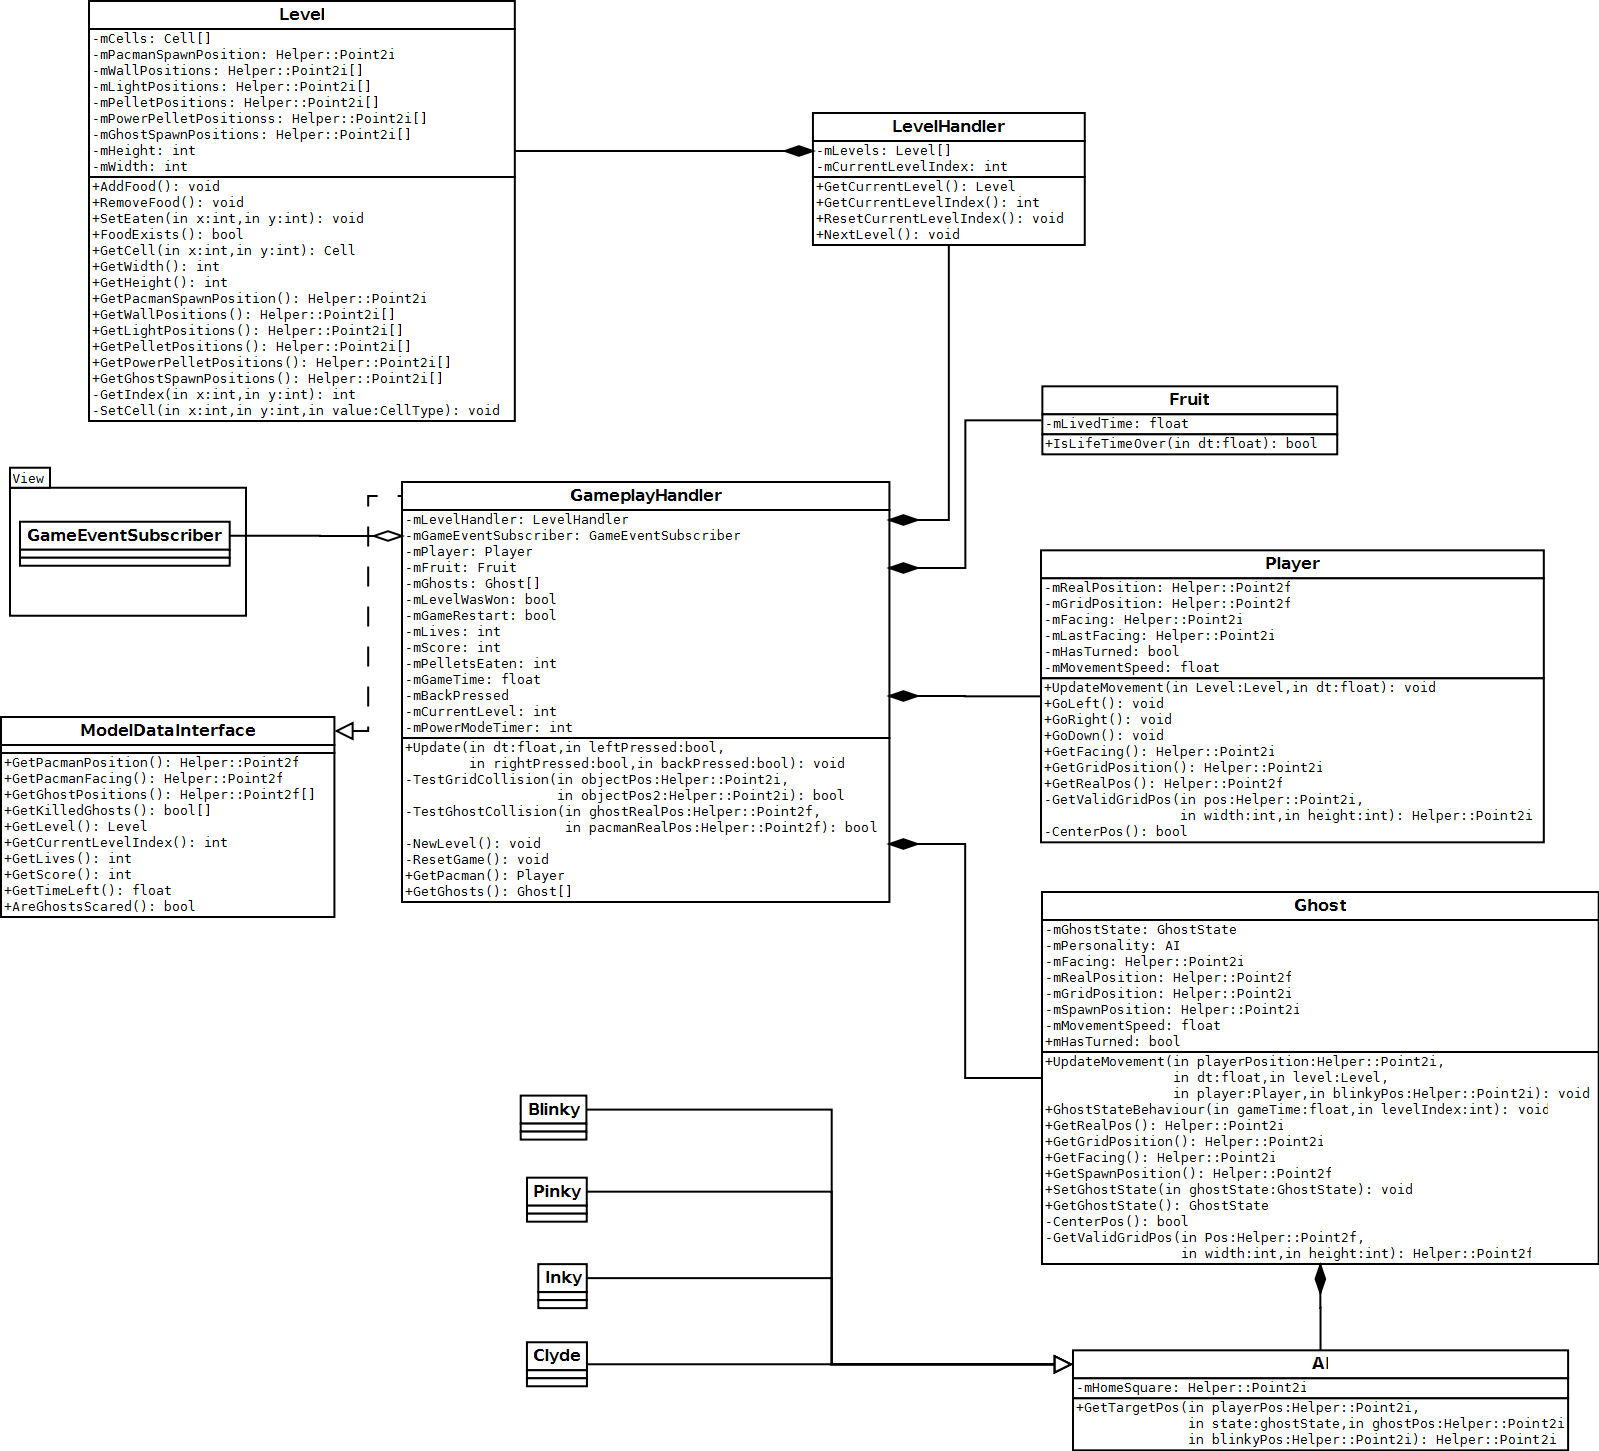 Level
-mCells: Cell[]
-mPacmanSpawnPosition: Helper::Point2i
-mWallPositions: Helper::Point2i[]
-mLightPositions: Helper::Point2i[]
-mPelletPositions: Helper::Point2i[]
-mPowerPelletPositionss: Helper::Point2i[]
-mGhostSpawnPositions: Helper::Point2i[]
-mHeight: int
-mWidth: int
+AddFood(): void
+RemoveFood(): void
+SetEaten(in x:int,in y:int): void
+FoodExists(): bool
+GetCell(in x:int,in y:int): Cell
+GetWidth(): int
+GetHeight(): int
+GetPacmanSpawnPosition(): Helper::Point2i
+GetWallPositions(): Helper::Point2i[]
+GetLightPositions(): Helper::Point2i[]
+GetPelletPositions(): Helper::Point2i[]
+GetPowerPelletPositions(): Helper::Point2i[]
+GetGhostSpawnPositions(): Helper::Point2i[]
-GetIndex(in x:int,in y:int): int
-SetCell(in x:int,in y:int,in value:CellType): void
LevelHandler
-mLevels: Level[]
-mCurrentLevelIndex: int
+GetCurrentLevel(): Level
+GetCurrentLevelIndex(): int
+ResetCurrentLevelIndex(): void
+NextLevel(): void
Fruit
-mLivedTime: float
+IsLifeTimeOver(in dt:float): bool
View
GameEventSubscriber
GameplayHandler
-mLevelHandler: LevelHandler
-mGameEventSubscriber: GameEventSubscriber
-mPlayer: Player
-mFruit: Fruit
-mGhosts: Ghost[]
-mLevelWasWon: bool
-mGameRestart: bool
-mLives: int
-mScore: int
-mPelletsEaten: int
-mGameTime: float
-mBackPressed
-mCurrentLevel: int
-mPowerModeTimer: int
+Update(in dt:float,in leftPressed:bool,
in rightPressed:bool,in backPressed:bool): void
-TestGridCollision(in objectPos:Helper::Point2i,
in objectPos2:Helper::Point2i): bool
-TestGhostCollision(in ghostRealPos:Helper::Point2f,
in pacmanRealPos:Helper::Point2f): bool
-NewLevel(): void
-ResetGame(): void
+GetPacman(): Player
+GetGhosts(): Ghost[]
Player
-mRealPosition: Helper::Point2f
-mGridPosition: Helper::Point2f
-mFacing: Helper::Point2i
-mLastFacing: Helper::Point2i
-mHasTurned: bool
-mMovementSpeed: float
+UpdateMovement(in Level:Level,in dt:float): void
+GoLeft(): void
+GoRight(): void
+GoDown(): void
+GetFacing(): Helper::Point2i
+GetGridPosition(): Helper::Point2i
+GetRealPos(): Helper::Point2f
-GetValidGridPos(in pos:Helper::Point2i,
in width:int,in height:int): Helper::Point2i
-CenterPos(): bool
ModelDataInterface
+GetPacmanPosition(): Helper::Point2f
+GetPacmanFacing(): Helper::Point2f
+GetGhostPositions(): Helper::Point2f[]
+GetKilledGhosts(): bool[]
+GetLevel(): Level
+GetCurrentLevelIndex(): int
+GetLives(): int
+GetScore(): int
+GetTimeLeft(): float
+AreGhostsScared(): bool
Ghost
-mGhostState: GhostState
-mPersonality: AI
-mFacing: Helper::Point2i
-mRealPosition: Helper::Point2f
-mGridPosition: Helper::Point2i
-mSpawnPosition: Helper::Point2i
-mMovementSpeed: float
+mHasTurned: bool
+UpdateMovement(in playerPosition:Helper::Point2i,
in dt:float,in level:Level,
in player:Player,in blinkyPos:Helper::Point2i): void
+GhostStateBehaviour(in gameTime:float,in levelIndex:int): void
+GetRealPos(): Helper::Point2i
+GetGridPosition(): Helper::Point2i
+GetFacing(): Helper::Point2i
+GetSpawnPosition(): Helper::Point2f
+SetGhostState(in ghostState:GhostState): void
+GetGhostState(): GhostState
-CenterPos(): bool
-GetValidGridPos(in Pos:Helper::Point2f,
in width:int,in height:int): Helper::Point2f
Blinky
Pinky
Inky
Clyde
AI
-mHomeSquare: Helper::Point2i
+GetTargetPos(in playerPos:Helper::Point2i,
in state:ghostState,in ghostPos:Helper::Point2i
in blinkyPos:Helper::Point2i): Helper::Point2i